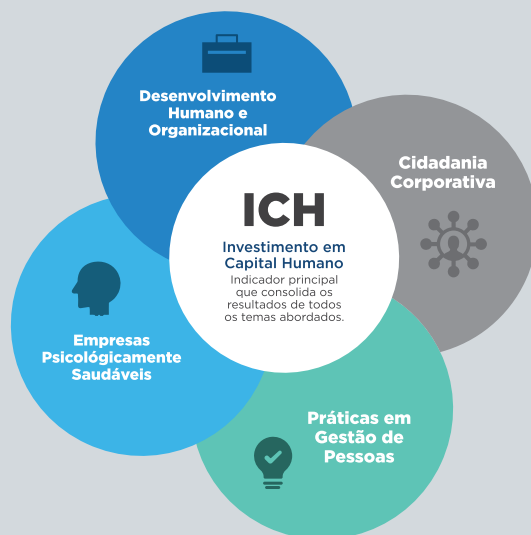 Desenvolvimento
Humano e
Organizacional
Cidadania
Corporativa
ICH
Investimento em
Capital Humano
Indicador principal
que consolida os
resultados de todos
os temas abordados.
Empresas
Psicológicamente
Saudáveis
Práticas em
Gestão de
Pessoas